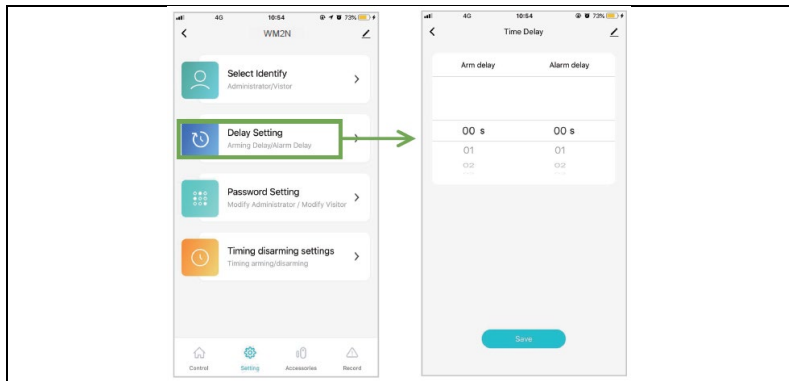 4G 10:54 73%
WM2N
Select Identify
Administrator/Vistor
Delay Setting
Arming Delay/Alarm Delay
Password Setting
Modify Administrator / Modify Visitor
Timing disarming settings
Timing arming/disarming
Control Setting Accessories Record
4G 10:54 73%
Time Delay
Arm delay Alarm delay
00 s 00 s
01 01
02 02
Save